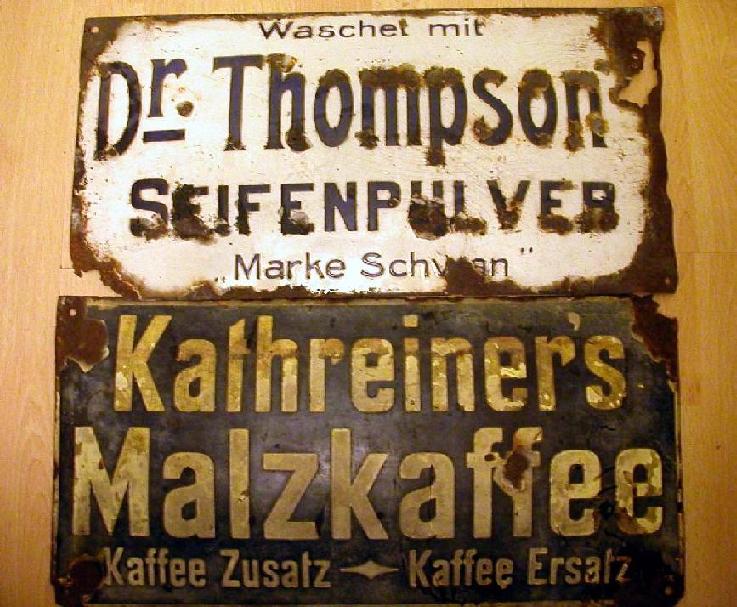 Waschet mit
Dr. Thompson's
SEIFENPULVER
„Marke Schwan"
Kathreiner's
Malzkaffee
Kaffee Zusatz Kaffee Ersatz